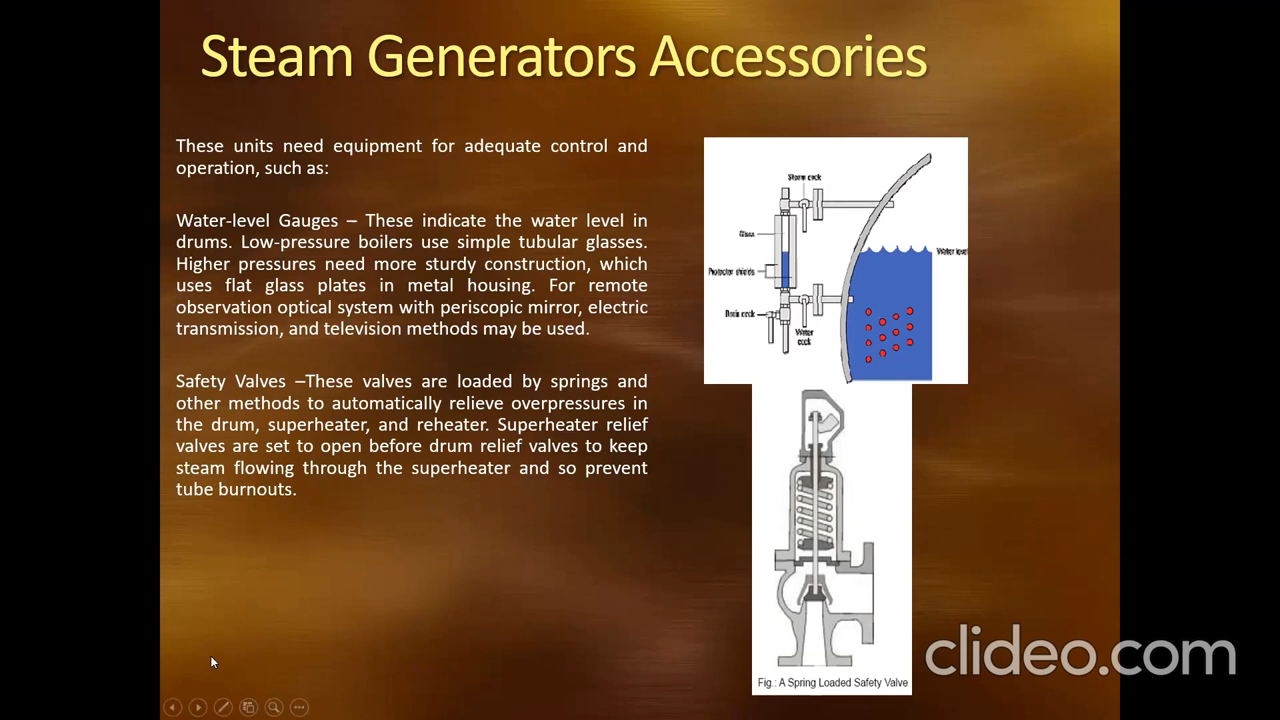 Steam Generators Accessories
These units need equipment for adequate control and
operation, such as:
Water-level Gauges – These indicate the water level in
drums. Low-pressure boilers use simple tubular glasses.
Higher pressures need more sturdy construction, which
uses flat glass plates in metal housing. For remote
observation optical system with periscopic mirror, electric
transmission, and television methods may be used.
Safety Valves –These valves are loaded by springs and
other methods to automatically relieve overpressures in
the drum, superheater, and reheater. Superheater relief
valves are set to open before drum relief valves to keep
steam flowing through the superheater and so prevent
tube burnouts.
Steam cock
Glass
Water level
Protector shields
Drain cock
Water
cock
Fig.: A Spring Loaded Safety Valve
clideo.com